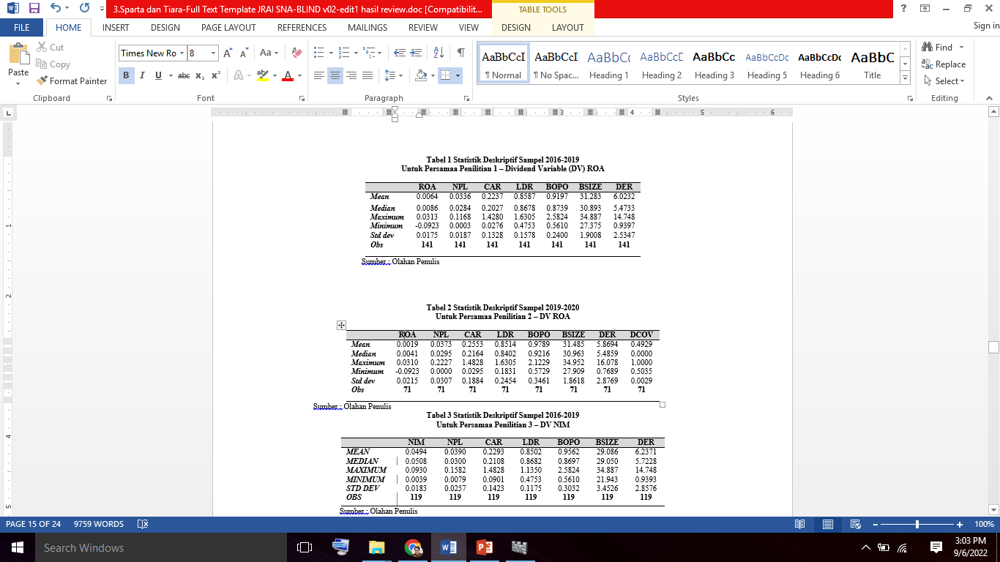 3.Sparta dan Tiara-Full Text Template JRAI SNA-BLIND v02-edit1 hasil review.doc [Compatibilit...
TABLE TOOLS
FILE HOME INSERT DESIGN PAGE LAYOUT REFERENCES MAILINGS REVIEW VIEW DESIGN LAYOUT Sign in
Paste
Cut
Copy
Format Painter
Clipboard
Times New Ro 8
Font
Paragraph
AaBbCcI AaBbCcI AaBbCc AaBbCcD AaBbCc AaBbCcDc AaBbCcDc AaBbC
¶ Normal ¶ No Spac... Heading 1 Heading 2 Heading 3 Heading 5 Heading 6 Title
Styles
Find
Replace
Select
Editing
3 4 5 6
Tabel 1 Statistik Deskriptif Sampel 2016-2019
Untuk Persamaa Penilitian 1 – Dividend Variable (DV) ROA
ROA NPL CAR LDR BOPO BSIZE DER
Mean 0.0064 0.0336 0.2237 0.8587 0.9197 31.283 6.0232
Median 0.0086 0.0284 0.2027 0.8678 0.8739 30.893 5.4733
Maximum 0.0313 0.1168 1.4280 1.6305 2.5824 34.887 14.748
Minimum -0.0923 0.0003 0.0276 0.4753 0.5610 27.375 0.9397
Std dev 0.0175 0.0187 0.1328 0.1578 0.2400 1.9008 2.5347
Obs 141 141 141 141 141 141 141
Sumber : Olahan Penulis
Tabel 2 Statistik Deskriptif Sampel 2019-2020
Untuk Persamaa Penilitian 2 – DV ROA
ROA NPL CAR LDR BOPO BSIZE DER DCOV
Mean 0.0019 0.0373 0.2553 0.8514 0.9789 31.485 5.8694 0.4929
Median 0.0041 0.0295 0.2164 0.8402 0.9216 30.963 5.4859 0.0000
Maximum 0.0310 0.2227 1.4828 1.6305 2.1229 34.952 16.078 1.0000
Minimum -0.0923 0.0000 0.0295 0.1831 0.5729 27.909 0.7689 0.5035
Std dev 0.0215 0.0307 0.1884 0.2454 0.3461 1.8618 2.8769 0.0029
Obs 71 71 71 71 71 71 71 71
Sumber : Olahan Penulis
Tabel 3 Statistik Deskriptif Sampel 2016-2019
Untuk Persamaa Penilitian 3 – DV NIM
NIM NPL CAR LDR BOPO BSIZE DER
MEAN 0.0494 0.0390 0.2293 0.8502 0.9562 29.086 6.2371
MEDIAN 0.0508 0.0300 0.2108 0.8682 0.8697 29.050 5.7228
MAXIMUM 0.0930 0.1582 1.4828 1.1350 2.5824 34.887 14.748
MINIMUM 0.0039 0.0079 0.0901 0.4753 0.5610 21.943 0.9393
STD DEV 0.0183 0.0257 0.1423 0.1175 0.3032 3.4526 2.8576
OBS 119 119 119 119 119 119 119
Sumber : Olahan Penulis
PAGE 15 OF 24 9759 WORDS 100%
Search Windows
3:03 PM
9/6/2022